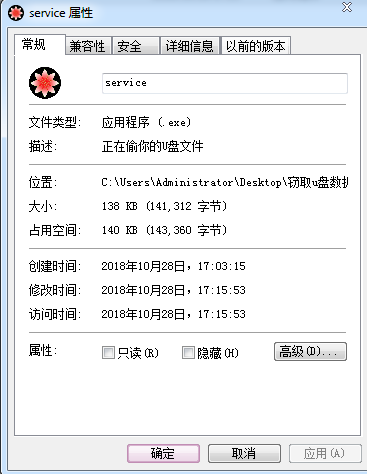 service 属性
常规 兼容性 安全 详细信息 以前的版本
service
文件类型: 应用程序 (.exe)
描述: 正在偷你的U盘文件
位置: C:\Users\Administrator\Desktop\窃取u盘数据
大小: 138 KB (141,312 字节)
占用空间: 140 KB (143,360 字节)
创建时间: 2018年10月28日，17:03:15
修改时间: 2018年10月28日，17:15:53
访问时间: 2018年10月28日，17:15:53
属性: 只读(R) 隐藏(H) 高级(D)...
确定 取消 应用(A)